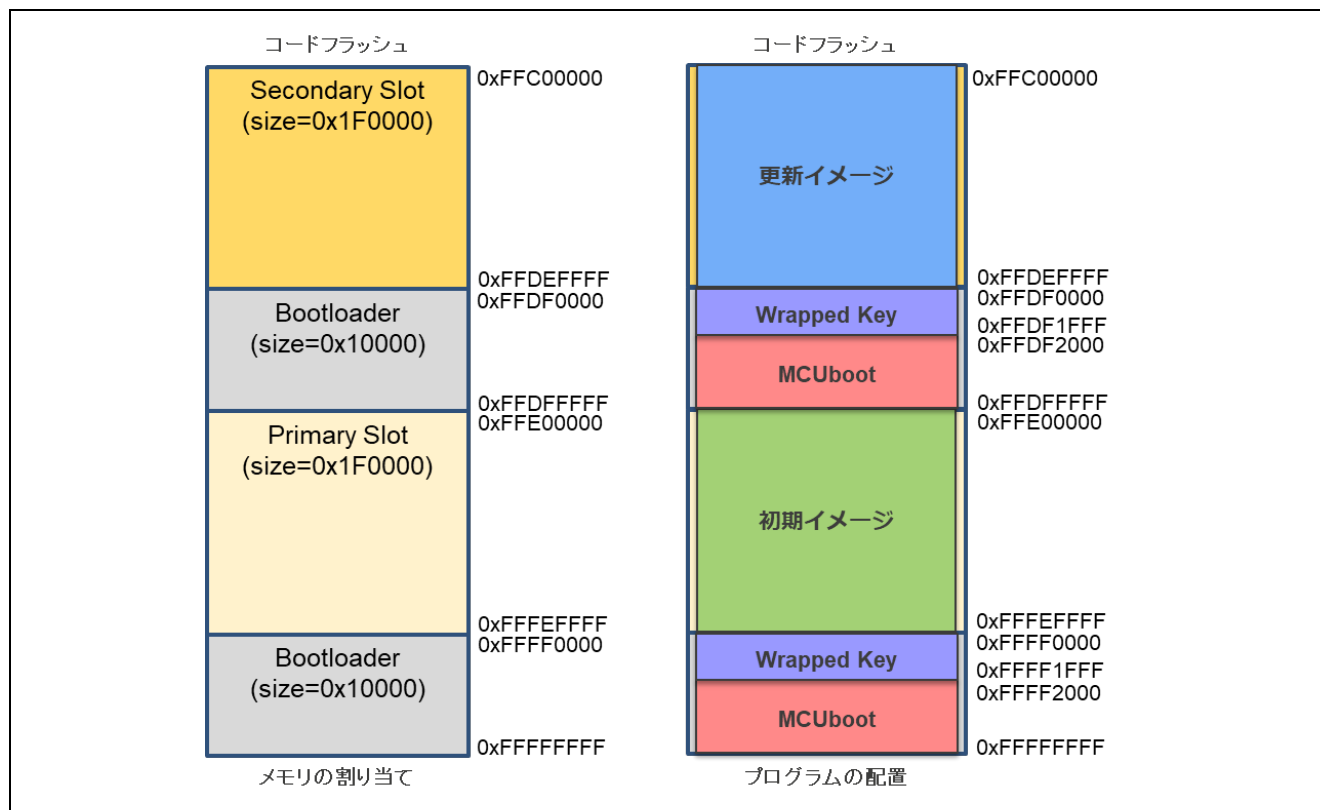 コードフラッシュ
Secondary Slot
(size=0x1F0000)
0xFFC00000
0xFFDEFFFF
0xFFDF0000
Bootloader
(size=0x10000)
0xFFDFFFFF
0xFFE00000
Primary Slot
(size=0x1F0000)
0xFFFEFFFF
0xFFFF0000
Bootloader
(size=0x10000)
0xFFFFFFFF
メモリの割り当て
コードフラッシュ
0xFFC00000
更新イメージ
0xFFDEFFFF
0xFFDF0000
Wrapped Key
0xFFDF1FFF
0xFFDF2000
MCUboot
0xFFDFFFFF
0xFFE00000
初期イメージ
0xFFFEFFFF
0xFFFF0000
Wrapped Key
0xFFFF1FFF
0xFFFF2000
MCUboot
0xFFFFFFFF
プログラムの配置